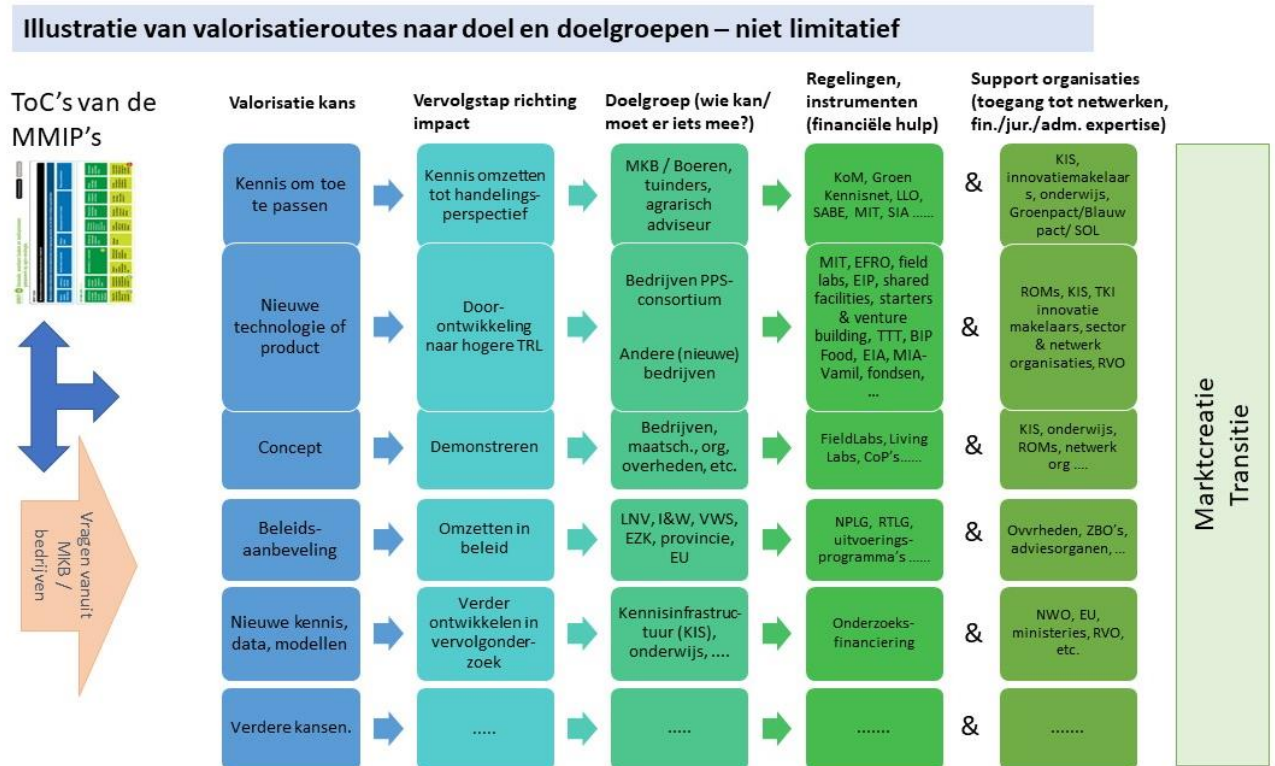 Illustratie van valorisatieroutes naar doel en doelgroepen – niet limitatief
ToC's van de
MMIP's
Vragen vanuit
MKB /
bedrijven
Valorisatie kans
Vervolgstap richting
impact
Doelgroep (wie kan/
moet er iets mee?)
Regelingen,
instrumenten
(financiële hulp)
Support organisaties
(toegang tot netwerken,
fin./jur./adm. expertise)
Kennis om toe
te passen
Kennis omzetten
tot handelings-
perspectief
MKB / Boeren,
tuinders,
agrarisch
adviseur
KoM, Groen
Kennisnet, LLO,
SABE, MIT, SIA ......
&
KIS,
innovatiemakelaar
s, onderwijs,
Groenpact/Blauw
pact/ SOL
Nieuwe
technologie of
product
Door-
ontwikkeling
naar hogere TRL
Bedrijven PPS-
consortium
Andere (nieuwe)
bedrijven
MIT, EFRO, field
labs, EIP, shared
facilities, starters
& venture
building, TTT, BIP
Food, EIA, MIA-
Vamil, fondsen,
...
&
ROMs, KIS, TKI
innovatie
makelaars, sector
& netwerk
organisaties, RVO
Concept
Demonstreren
Bedrijven,
maatsch., org,
overheden, etc.
FieldLabs, Living
Labs, CoP's......
&
KIS, onderwijs,
ROMs, netwerk
org ....
Beleids-
aanbeveling
Omzetten in
beleid
LNV, I&W, VWS,
EZK, provincie,
EU
NPLG, RTLG,
uitvoerings-
programma's ......
&
Ovvrheden, ZBO's,
adviesorganen, ...
Nieuwe kennis,
data, modellen
Verder
ontwikkelen in
vervolgonder-
zoek
Kennisinfrastruc-
tuur (KIS),
onderwijs, ....
Onderzoeks-
financiering
&
NWO, EU,
ministeries, RVO,
etc.
Verdere kansen.
.....
.....
.......
&
.......
Marktcreatie
Transitie